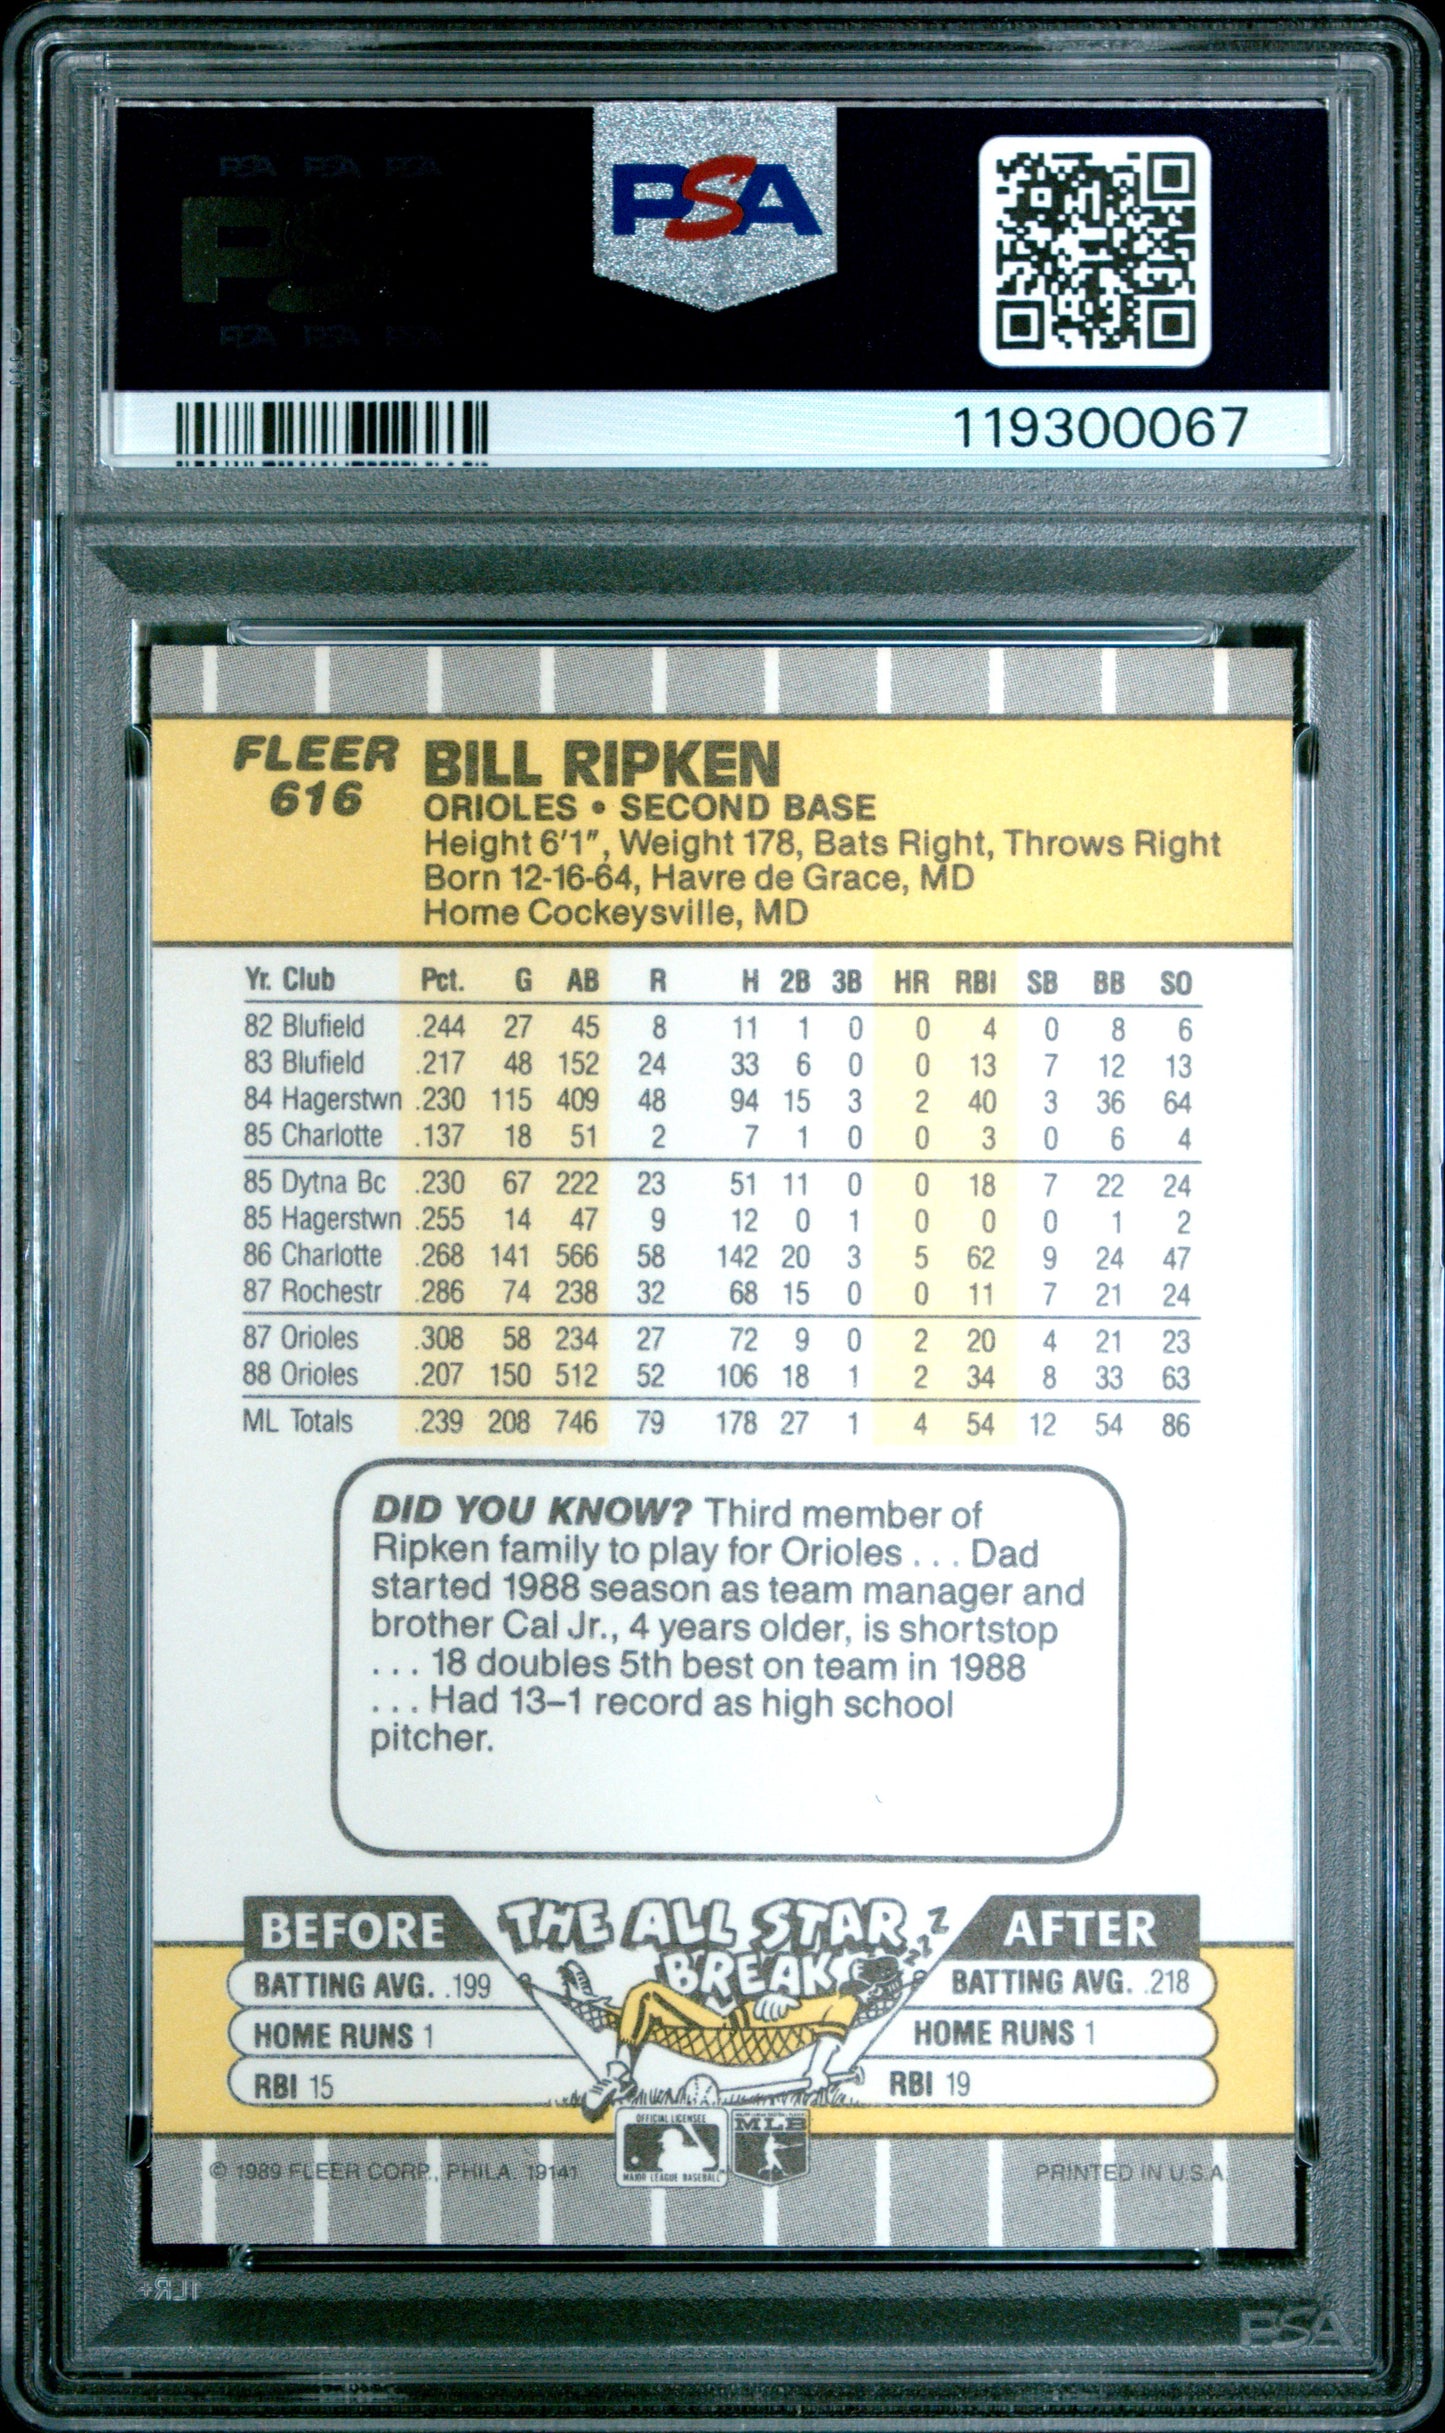 PSA PSA PSA
PSA
PSA PSA PSA
119300067
FLEER BILL RIPKEN
616 ORIOLES • SECOND BASE
Height 6'1", Weight 178, Bats Right, Throws Right
Born 12-16-64, Havre de Grace, MD
Home Cockeysville, MD
Yr. Club Pct. G AB R H 2B 3B HR RBI SB BB SO
82 Blufield .244 27 45 8 11 1 0 0 4 0 8 6
83 Blufield .217 48 152 24 33 6 0 0 13 7 12 13
84 Hagerstwn .230 115 409 48 94 15 3 2 40 3 36 64
85 Charlotte .137 18 51 2 7 1 0 0 3 0 6 4
85 Dytna Bc .230 67 222 23 51 11 0 0 18 7 22 24
85 Hagerstwn .255 14 47 9 12 0 1 0 0 0 1 2
86 Charlotte .268 141 566 58 142 20 3 5 62 9 24 47
87 Rochestr .286 74 238 32 68 15 0 0 11 7 21 24
87 Orioles .308 58 234 27 72 9 0 2 20 4 21 23
88 Orioles .207 150 512 52 106 18 1 2 34 8 33 63
ML Totals .239 208 746 79 178 27 1 4 54 12 54 86
DID YOU KNOW? Third member of
Ripken family to play for Orioles . . . Dad
started 1988 season as team manager and
brother Cal Jr., 4 years older, is shortstop
. . . 18 doubles 5th best on team in 1988
. . . Had 13–1 record as high school
pitcher.
BEFORE THE ALL STAR BREAK AFTER
ZZZZ
BATTING AVG. .199 BATTING AVG. .218
HOME RUNS 1 HOME RUNS 1
RBI 15 RBI 19
OFFICIAL LICENSEE
MAJOR LEAGUE BASEBALL
MLB
© 1989 FLEER CORP., PHILA. 19141 PRINTED IN U.S.A.
PSA